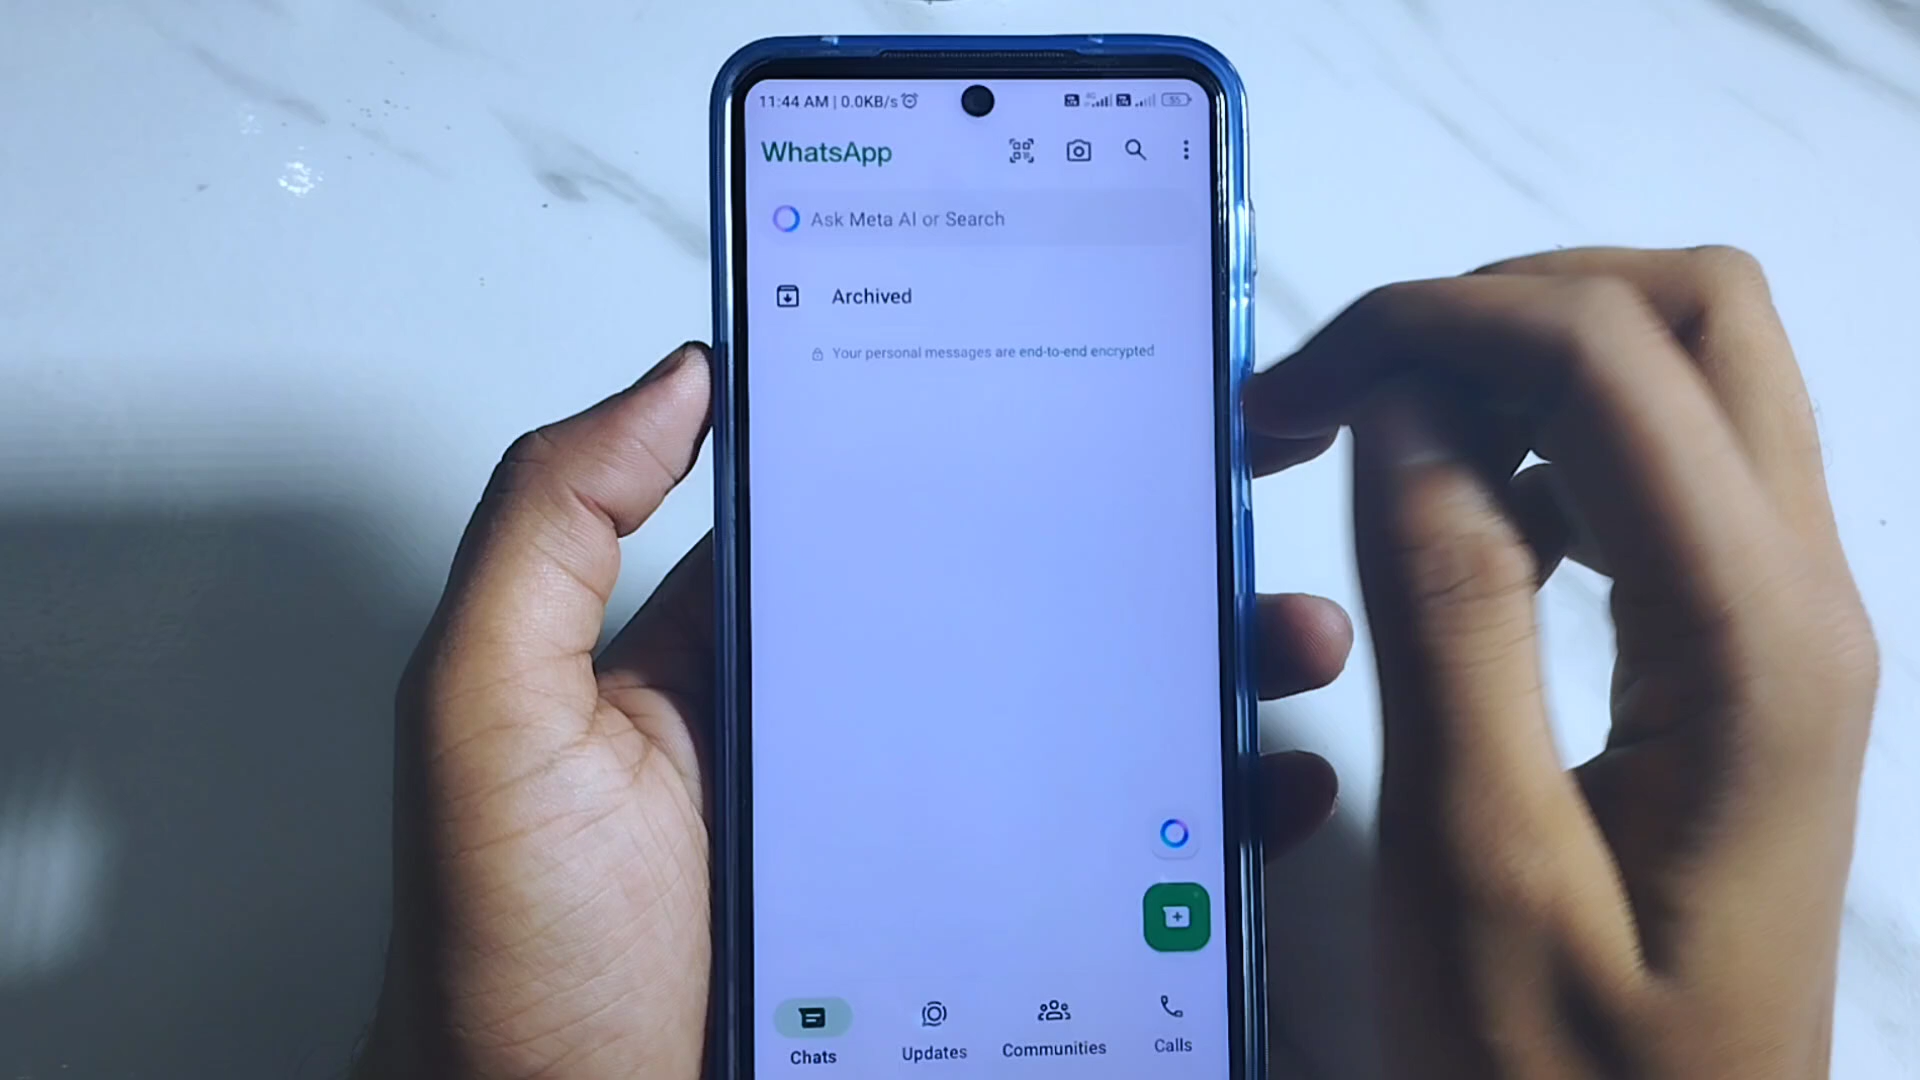 11:44 AM | 0.0KB/s
WhatsApp
Ask Meta AI or Search
Archived
Your personal messages are end-to-end encrypted
Chats
Updates
Communities
Calls